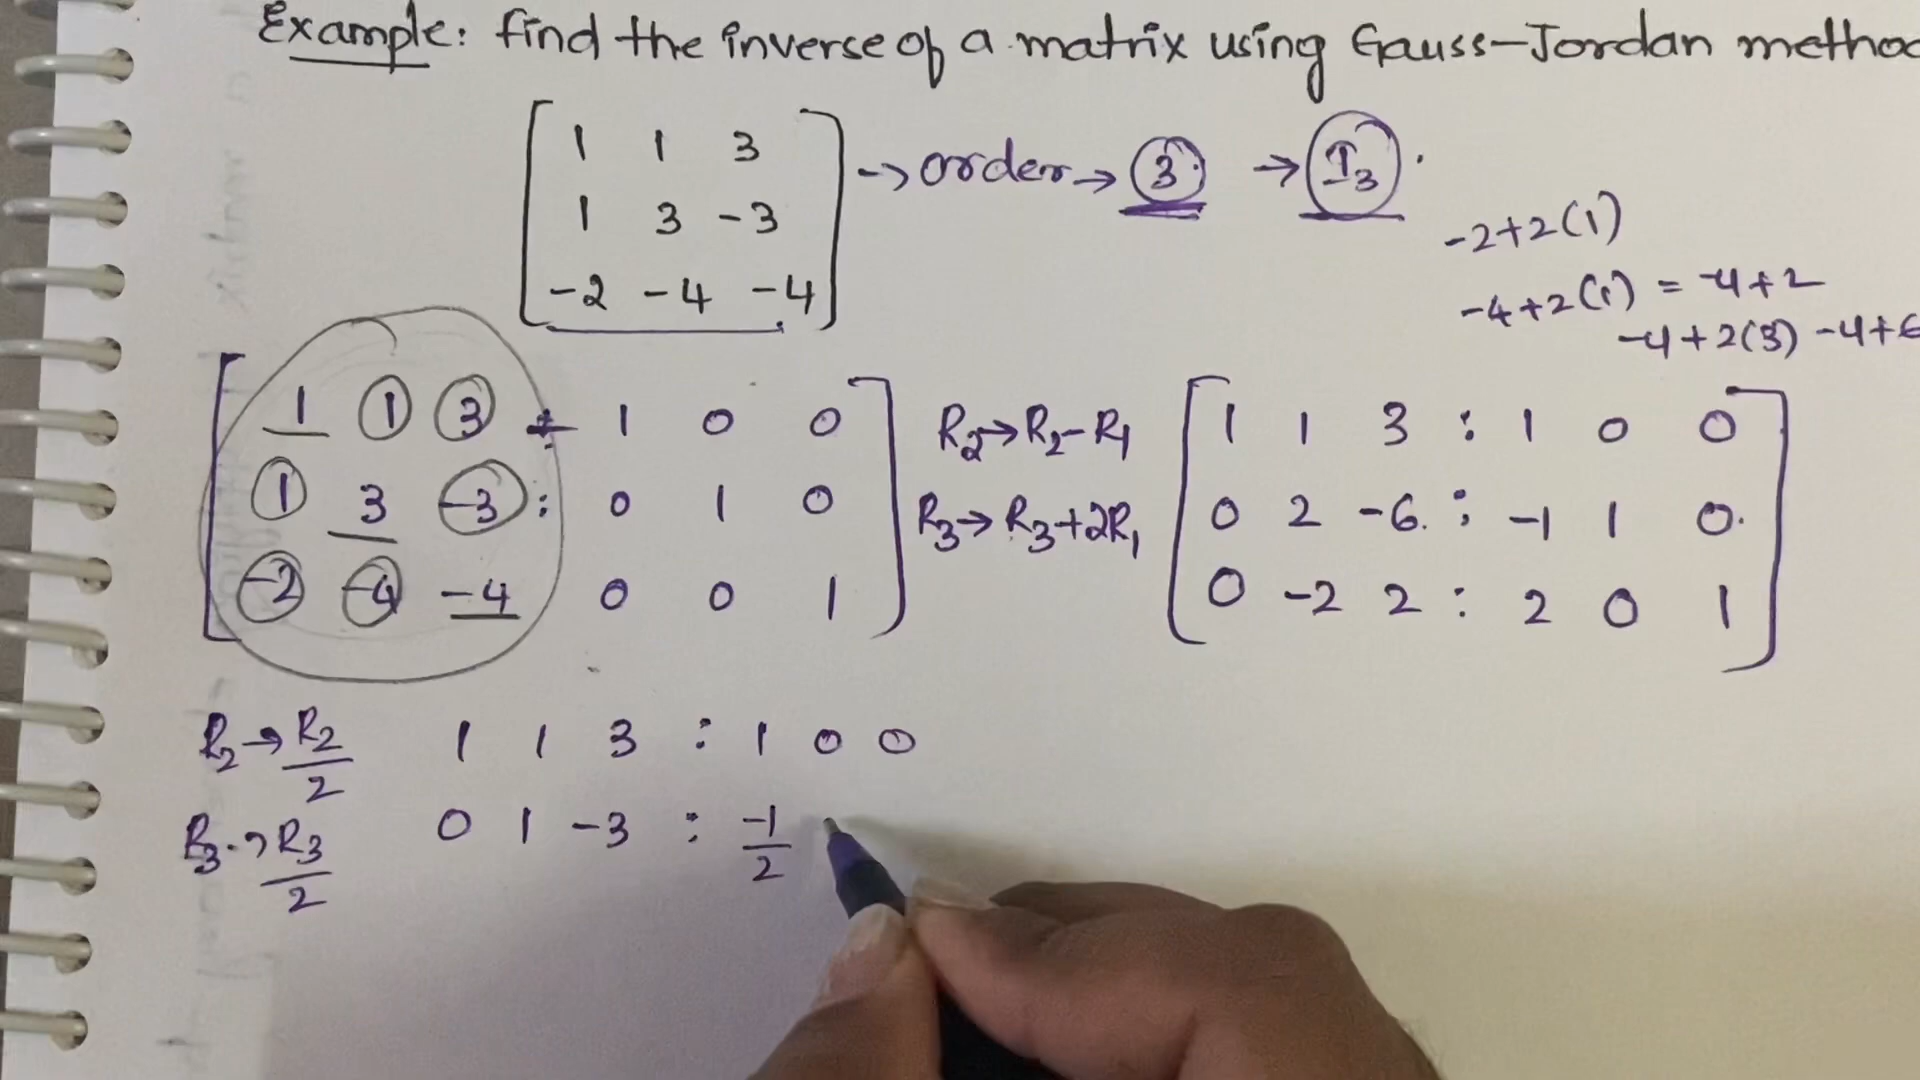 Example: find the inverse of a matrix using Gauss-Jordan metho
1 1 3 → order → 3 → I3.
1 3 -3
-2 -4 -4
-2+2(1)
-4+2(1) = -4+2
-4+2(3) -4+6
1 1 3 : 1 0 0 R2→R2-R1 1 1 3 : 1 0 0
1 3 -3 : 0 1 0 R3→R3+2R1 0 2 -6 : -1 1 0
-2 -4 -4 0 0 1 0 -2 2 : 2 0 1
R2→R2/2 1 1 3 : 1 0 0
R3→R3/2 0 1 -3 : -1/2